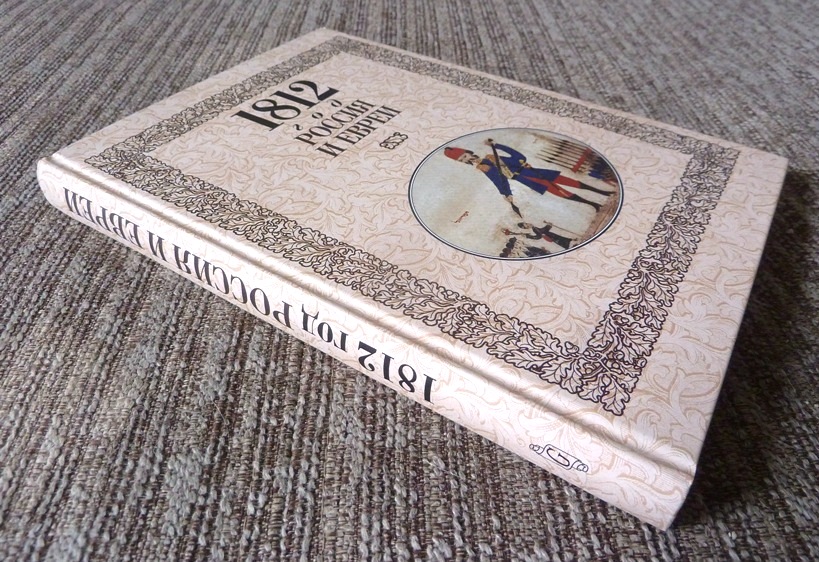 1812
год
РОССИЯ
И ЕВРЕИ
1812 год РОССИЯ И ЕВРЕИ